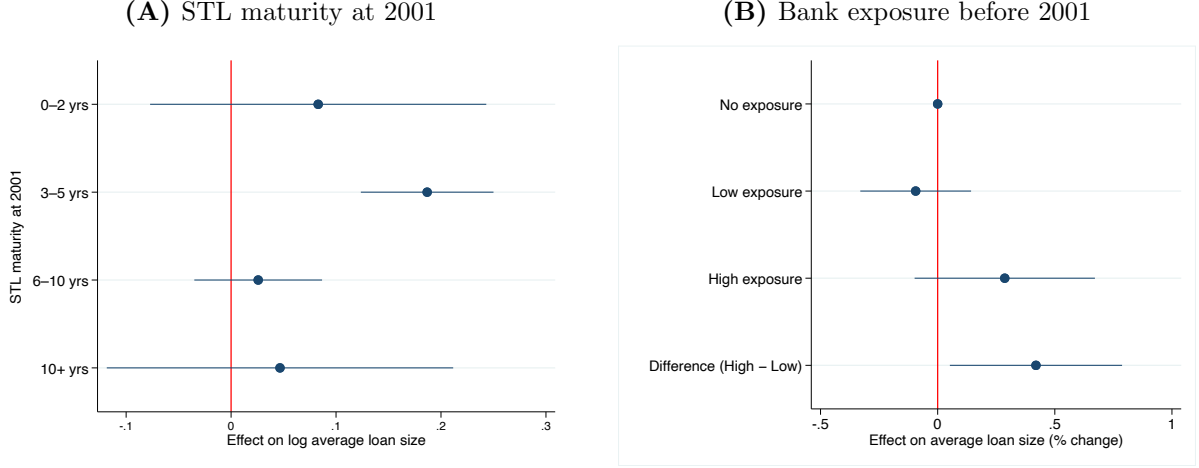 (A) STL maturity at 2001
STL maturity at 2001
0–2 yrs
3–5 yrs
6–10 yrs
10+ yrs
-.1 0 .1 .2 .3
Effect on log average loan size
(B) Bank exposure before 2001
No exposure
Low exposure
High exposure
Difference (High – Low)
-.5 0 .5 1
Effect on average loan size (% change)